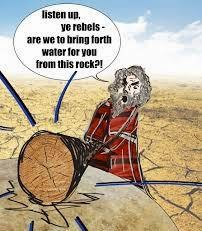 listen up,
ye rebels -
are we to bring forth
water for you
from this rock?!